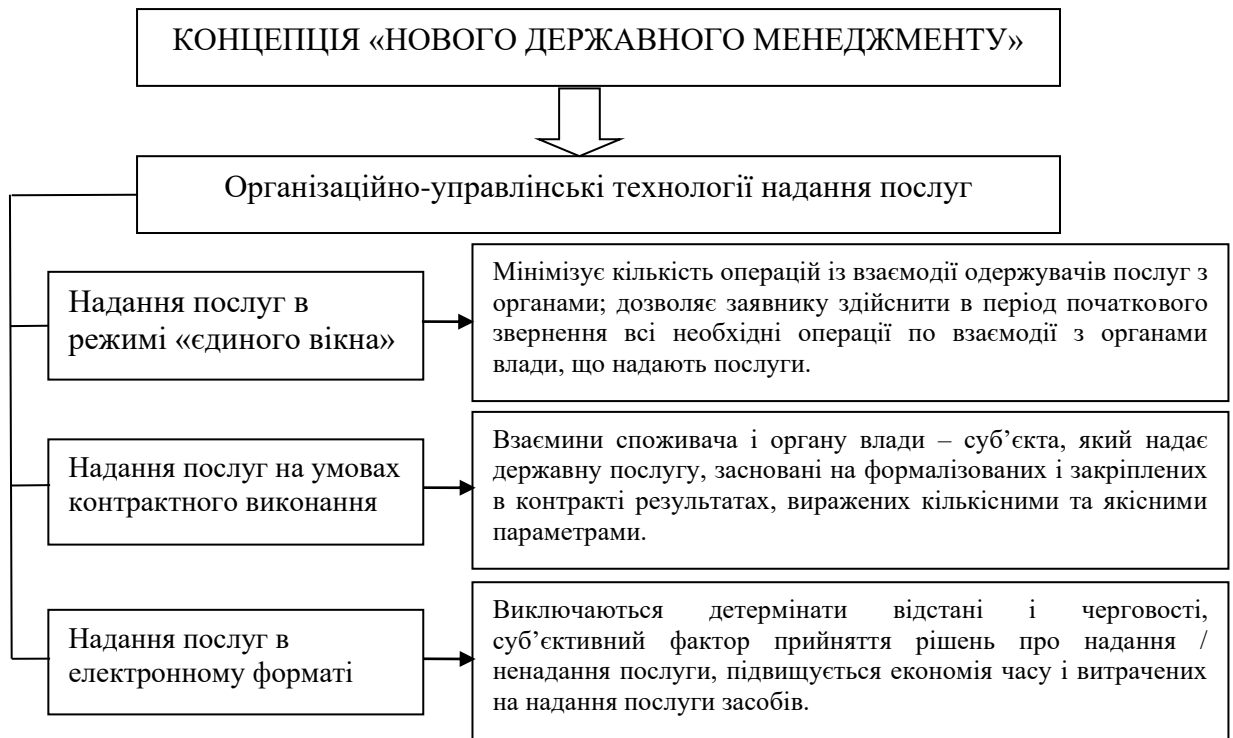 КОНЦЕПЦІЯ «НОВОГО ДЕРЖАВНОГО МЕНЕДЖМЕНТУ»
Організаційно-управлінські технології надання послуг
Надання послуг в
режимі «єдиного вікна»
Мінімізує кількість операцій із взаємодії одержувачів послуг з
органами; дозволяє заявнику здійснити в період початкового
звернення всі необхідні операції по взаємодії з органами
влади, що надають послуги.
Надання послуг на умовах
контрактного виконання
Взаємини споживача і органу влади – суб’єкта, який надає
державну послугу, засновані на формалізованих і закріплених
в контракті результатах, виражених кількісними та якісними
параметрами.
Надання послуг в
електронному форматі
Виключаються детермінати відстані і черговості,
суб’єктивний фактор прийняття рішень про надання /
ненадання послуги, підвищується економія часу і витрачених
на надання послуги засобів.